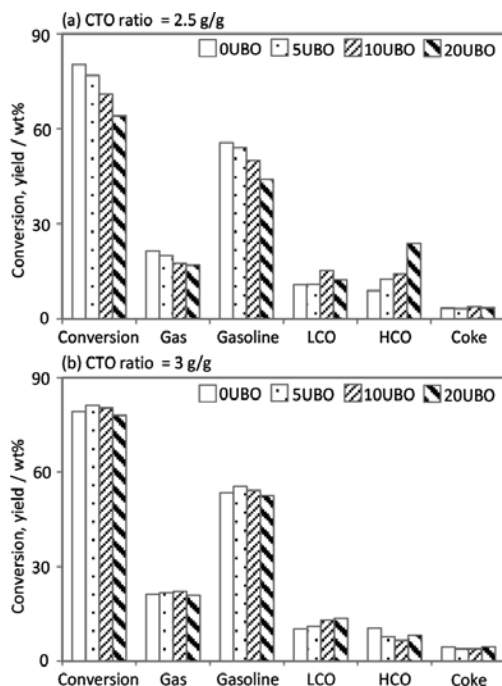 (a) CTO ratio = 2.5 g/g
0UBO 5UBO 10UBO 20UBO
Conversion, yield / wt%
90
60
30
0
Conversion Gas Gasoline LCO HCO Coke
(b) CTO ratio = 3 g/g
0UBO 5UBO 10UBO 20UBO
Conversion, yield / wt%
90
60
30
0
Conversion Gas Gasoline LCO HCO Coke